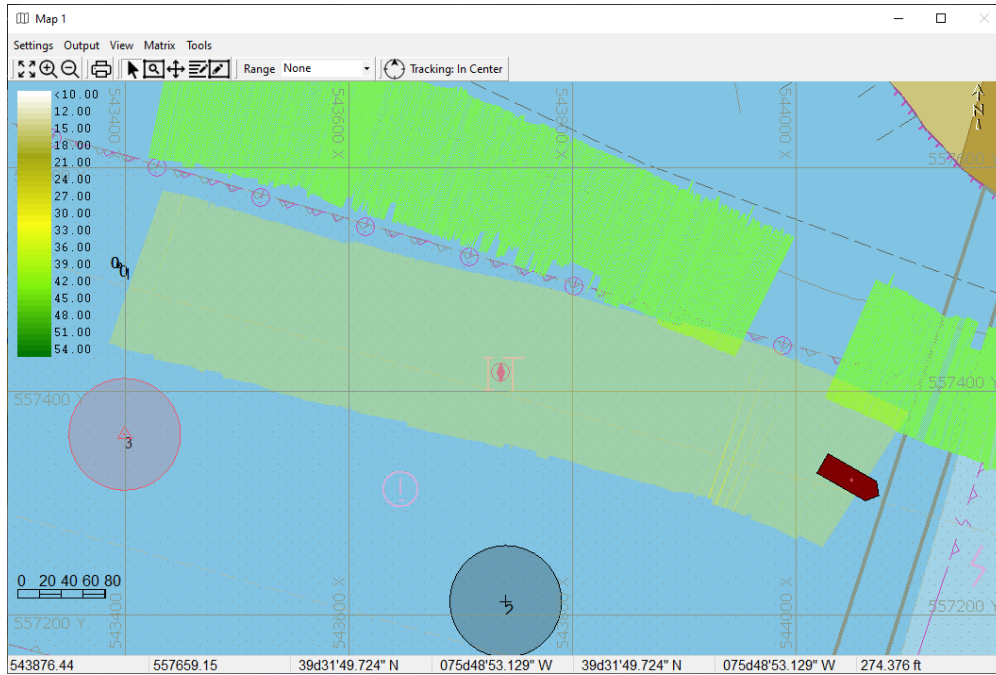 Map 1
Settings Output View Matrix Tools
Range None Tracking: In Center
<10.00
12.00
15.00
18.00
21.00
24.00
27.00
30.00
33.00
36.00
39.00
42.00
45.00
48.00
51.00
54.00
543400 X
543600 X
543800 X
544000 X
N
557600 Y
557400 Y
557400 Y
3
!
5
0 20 40 60 80
557200 Y
543400
543600 X
544000 X
557200 Y
543876.44 557659.15 39d31'49.724" N 075d48'53.129" W 39d31'49.724" N 075d48'53.129" W 274.376 ft